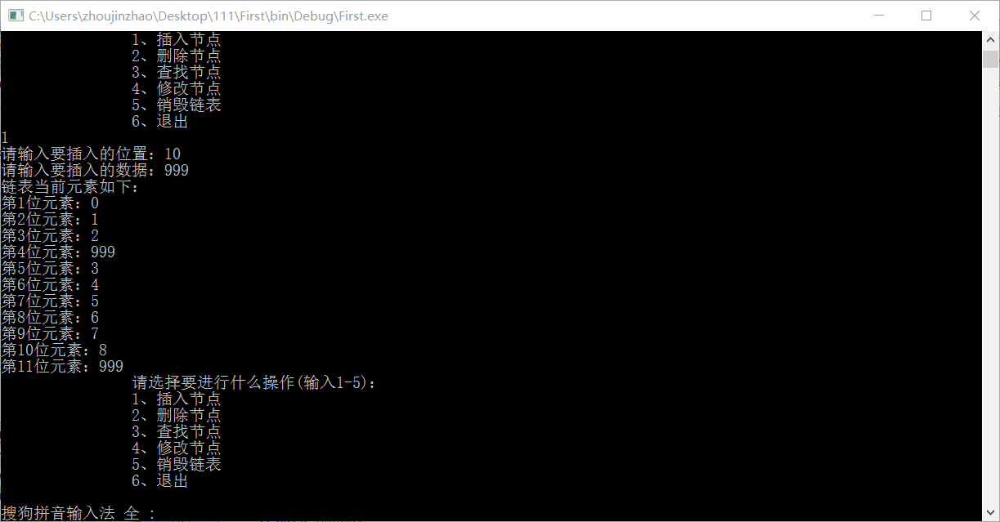 C:\Users\zhoujinzhao\Desktop\111\First\bin\Debug\First.exe
1、插入节点
2、删除节点
3、查找节点
4、修改节点
5、销毁链表
6、退出
1
请输入要插入的位置：10
请输入要插入的数据：999
链表当前元素如下：
第1位元素：0
第2位元素：1
第3位元素：2
第4位元素：999
第5位元素：3
第6位元素：4
第7位元素：5
第8位元素：6
第9位元素：7
第10位元素：8
第11位元素：999
请选择要进行什么操作(输入1-5)：
1、插入节点
2、删除节点
3、查找节点
4、修改节点
5、销毁链表
6、退出
搜狗拼音输入法 全 :